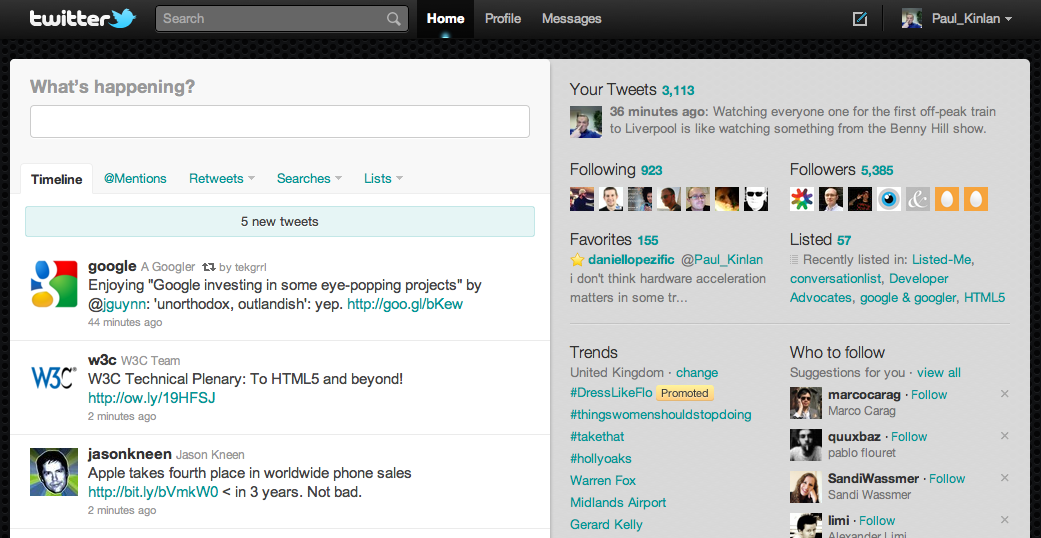 twitter Search Home Profile Messages Paul_Kinlan
What's happening?
Timeline @Mentions Retweets Searches Lists
5 new tweets
google A Googler by tekgrrl
Enjoying "Google investing in some eye-popping projects" by
@jguynn: 'unorthodox, outlandish': yep. http://goo.gl/bKew
44 minutes ago
W3C
w3c W3C Team
W3C Technical Plenary: To HTML5 and beyond!
http://ow.ly/19HFSJ
2 minutes ago
jasonkneen Jason Kneen
Apple takes fourth place in worldwide phone sales
http://bit.ly/bVmkW0 < in 3 years. Not bad.
2 minutes ago
Your Tweets 3,113
36 minutes ago: Watching everyone one for the first off-peak train
to Liverpool is like watching something from the Benny Hill show.
Following 923
Followers 5,385
&
Favorites 155
daniellopezific @Paul_Kinlan
i don't think hardware acceleration
matters in some tr...
Listed 57
Recently listed in: Listed-Me,
conversationlist, Developer
Advocates, google & googler, HTML5
Trends
United Kingdom · change
#DressLikeFlo Promoted
#thingswomenshouldstopdoing
#takethat
#hollyoaks
Warren Fox
Midlands Airport
Gerard Kelly
Who to follow
Suggestions for you · view all
marcocarag · Follow
Marco Carag
quuxbaz · Follow
pablo flouret
SandiWassmer · Follow
Sandi Wassmer
limi · Follow
Alexander Limi